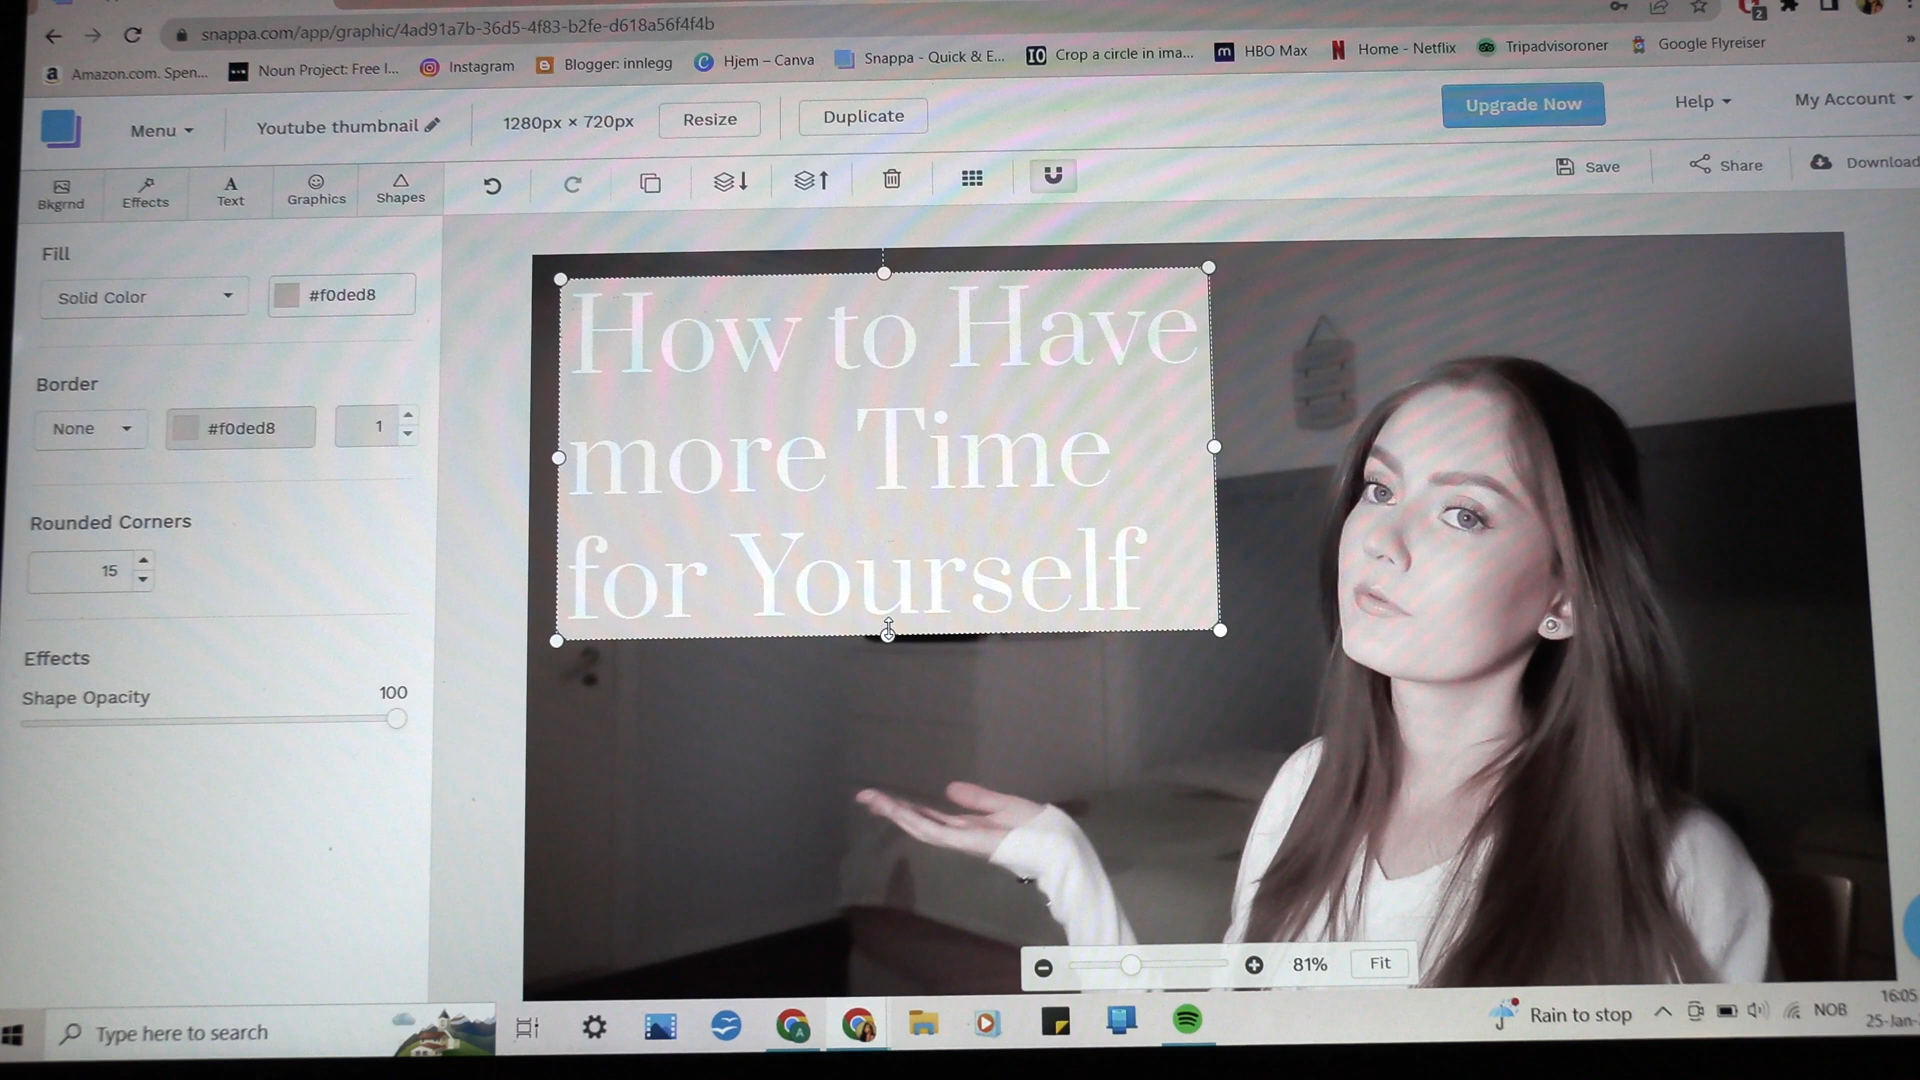 snappa.com/app/graphic/4ad91a7b-36d5-4f83-b2fe-d618a56f4f4b
2
a Amazon.com. Spen...
Noun Project: Free I...
Instagram
Blogger: innlegg
Hjem – Canva
Snappa - Quick & E...
IO Crop a circle in ima...
m HBO Max
N Home - Netflix
Tripadvisoroner
Google Flyreiser
»
Menu
Youtube thumbnail
1280px × 720px
Resize
Duplicate
Upgrade Now
Help
My Account
Bkgrnd
Effects
A Text
Graphics
Shapes
Save
Share
Download
Fill
Solid Color
#f0ded8
Border
None
#f0ded8
1
Rounded Corners
15
Effects
Shape Opacity
100
How to Have
more Time
for Yourself
81%
Fit
Type here to search
Rain to stop
NOB
16:05
25-Jan-